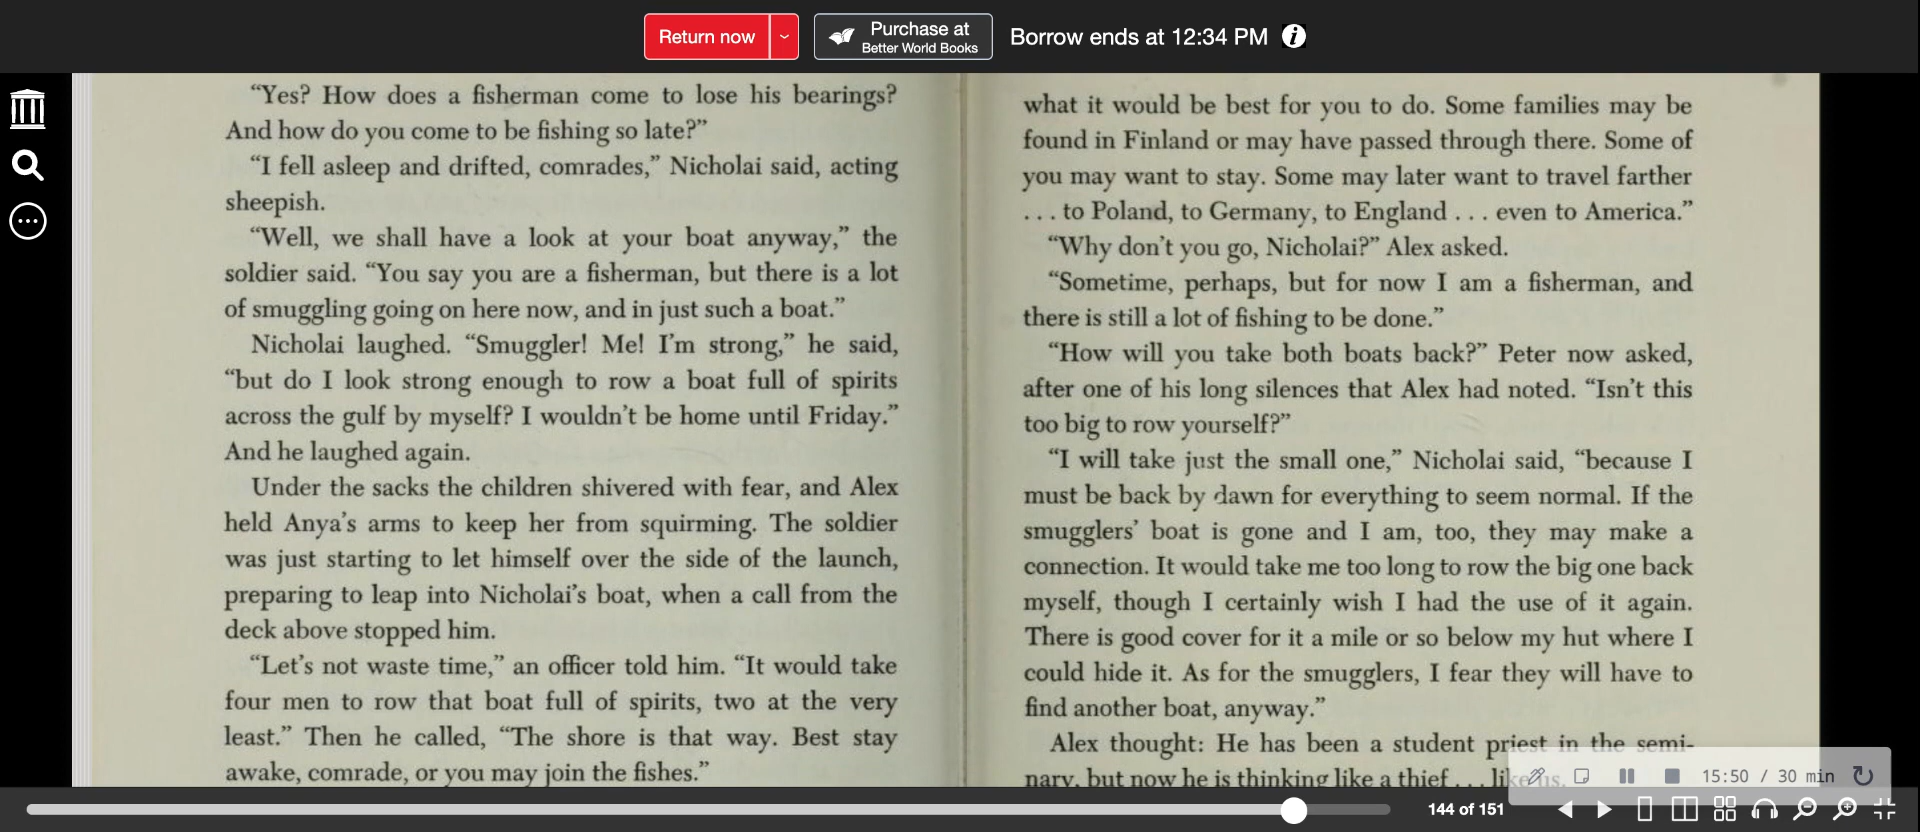 Return now
Purchase at
Better World Books
Borrow ends at 12:34 PM
“Yes? How does a fisherman come to lose his bearings?
And how do you come to be fishing so late?”
“I fell asleep and drifted, comrades,” Nicholai said, acting
sheepish.
“Well, we shall have a look at your boat anyway,” the
soldier said. “You say you are a fisherman, but there is a lot
of smuggling going on here now, and in just such a boat.”
Nicholai laughed. “Smuggler! Me! I’m strong,” he said,
“but do I look strong enough to row a boat full of spirits
across the gulf by myself? I wouldn’t be home until Friday.”
And he laughed again.
Under the sacks the children shivered with fear, and Alex
held Anya’s arms to keep her from squirming. The soldier
was just starting to let himself over the side of the launch,
preparing to leap into Nicholai’s boat, when a call from the
deck above stopped him.
“Let’s not waste time,” an officer told him. “It would take
four men to row that boat full of spirits, two at the very
least.” Then he called, “The shore is that way. Best stay
awake, comrade, or you may join the fishes.”
what it would be best for you to do. Some families may be
found in Finland or may have passed through there. Some of
you may want to stay. Some may later want to travel farther
. . . to Poland, to Germany, to England . . . even to America.”
“Why don’t you go, Nicholai?” Alex asked.
“Sometime, perhaps, but for now I am a fisherman, and
there is still a lot of fishing to be done.”
“How will you take both boats back?” Peter now asked,
after one of his long silences that Alex had noted. “Isn’t this
too big to row yourself?”
“I will take just the small one,” Nicholai said, “because I
must be back by dawn for everything to seem normal. If the
smugglers’ boat is gone and I am, too, they may make a
connection. It would take me too long to row the big one back
myself, though I certainly wish I had the use of it again.
There is good cover for it a mile or so below my hut where I
could hide it. As for the smugglers, I fear they will have to
find another boat, anyway.”
Alex thought: He has been a student priest in the semi-
nary, but now he is thinking like a thief . . . like us.
15:50 / 30 min
144 of 151